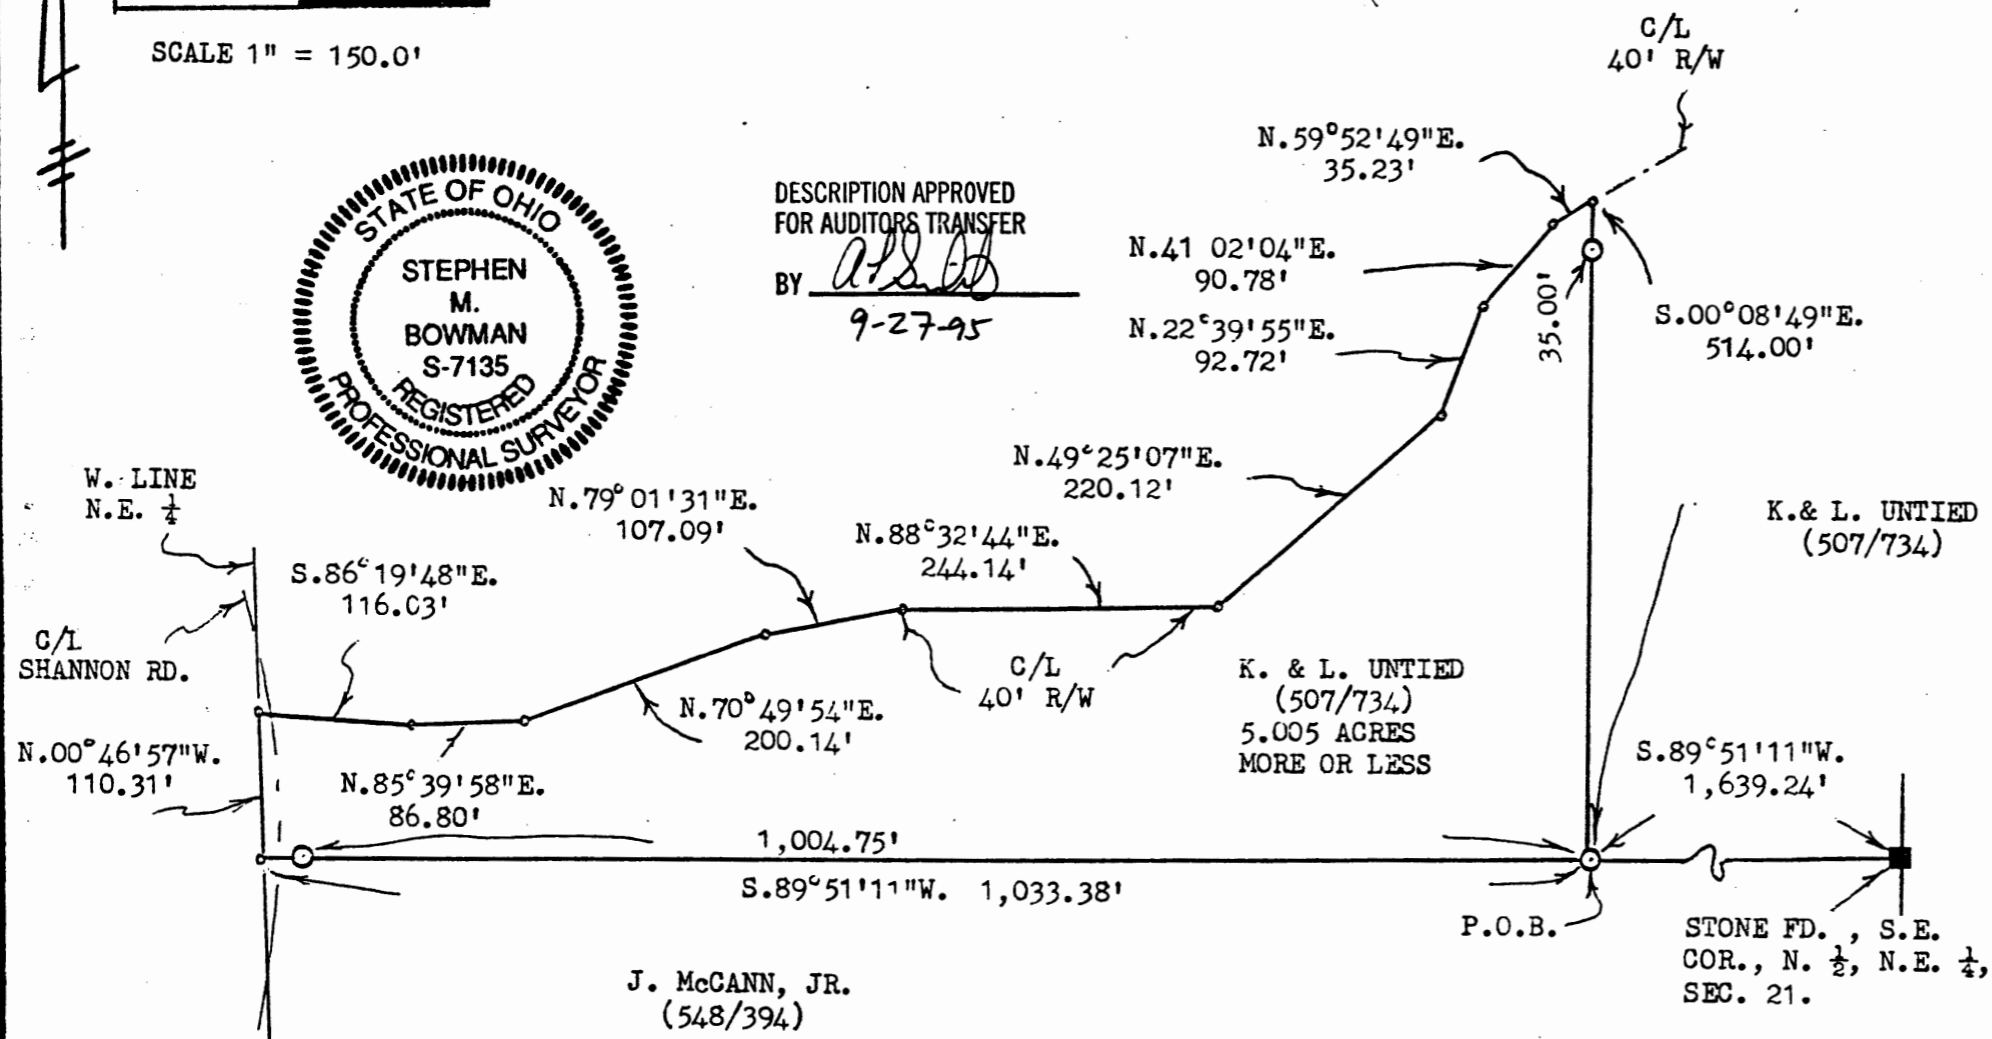 SCALE 1" = 150.0'
C/L
40' R/W
STATE OF OHIO
STEPHEN
M.
BOWMAN
S-7135
REGISTERED
PROFESSIONAL SURVEYOR
DESCRIPTION APPROVED
FOR AUDITORS TRANSFER
BY
9-27-95
N.59°52'49"E.
35.23'
N.41 02'04"E.
90.78'
N.22°39'55"E.
92.72'
35.00'
S.00°08'49"E.
514.00'
N.49°25'07"E.
220.12'
W. LINE
N.E. ¼
N.79°01'31"E.
107.09'
N.88°32'44"E.
244.14'
K.& L. UNTIED
(507/734)
S.86°19'48"E.
116.03'
C/L
SHANNON RD.
C/L
40' R/W
K. & L. UNTIED
(507/734)
5.005 ACRES
MORE OR LESS
N.70°49'54"E.
200.14'
N.00°46'57"W.
110.31'
N.85°39'58"E.
86.80'
S.89°51'11"W.
1,639.24'
1,004.75'
S.89°51'11"W. 1,033.38'
P.O.B.
STONE FD. , S.E.
COR., N. ½, N.E. ¼,
SEC. 21.
J. McCANN, JR.
(548/394)